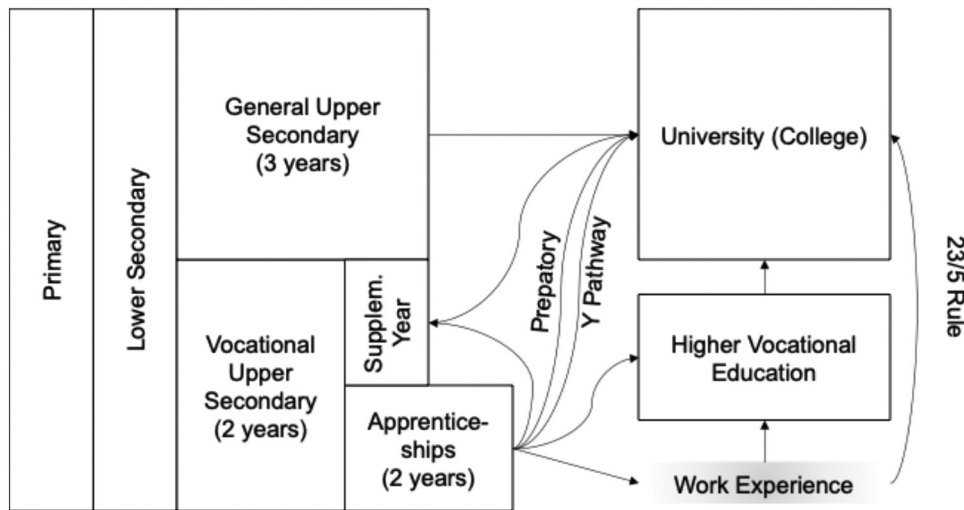 Primary
Lower Secondary
General Upper
Secondary
(3 years)
Vocational
Upper
Secondary
(2 years)
Supplem.
Year
Apprentice-
ships
(2 years)
Prepatory
Y Pathway
University (College)
Higher Vocational
Education
Work Experience
23/5 Rule